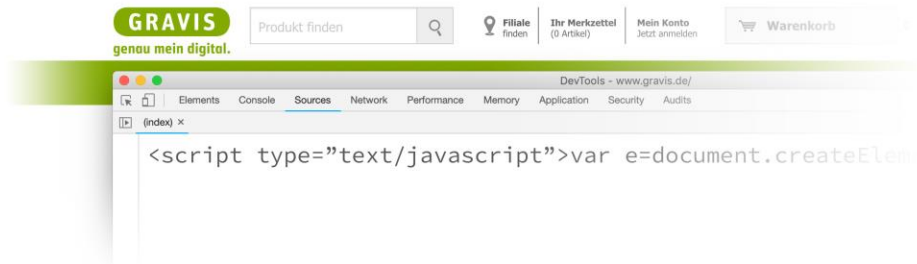 GRAVIS
genau mein digital.
Produkt finden
Filiale
finden
Ihr Merkzettel
(0 Artikel)
Mein Konto
Jetzt anmelden
Warenkorb
DevTools - www.gravis.de/
Elements Console Sources Network Performance Memory Application Security Audits
(index) ×
<script type=”text/javascript”>var e=document.createElem